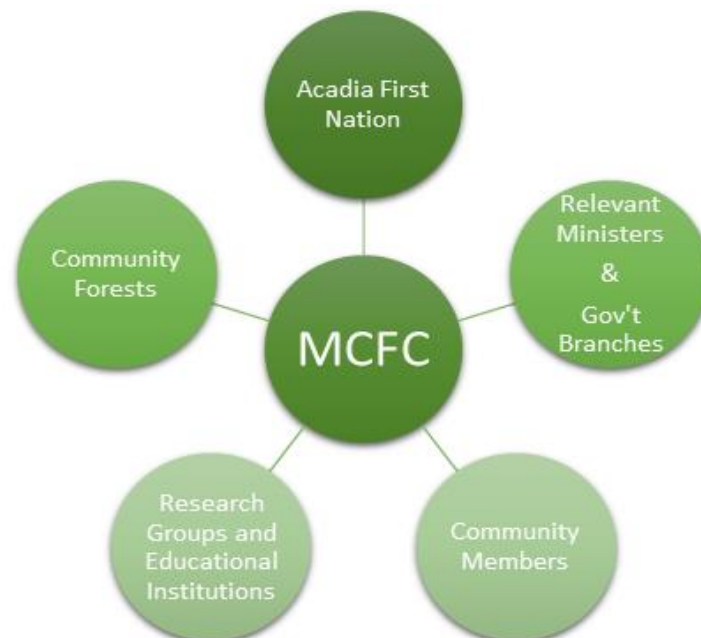 Acadia First
Nation
Relevant
Ministers
&
Gov't
Branches
Community
Forests
MCFC
Research
Groups and
Educational
Institutions
Community
Members